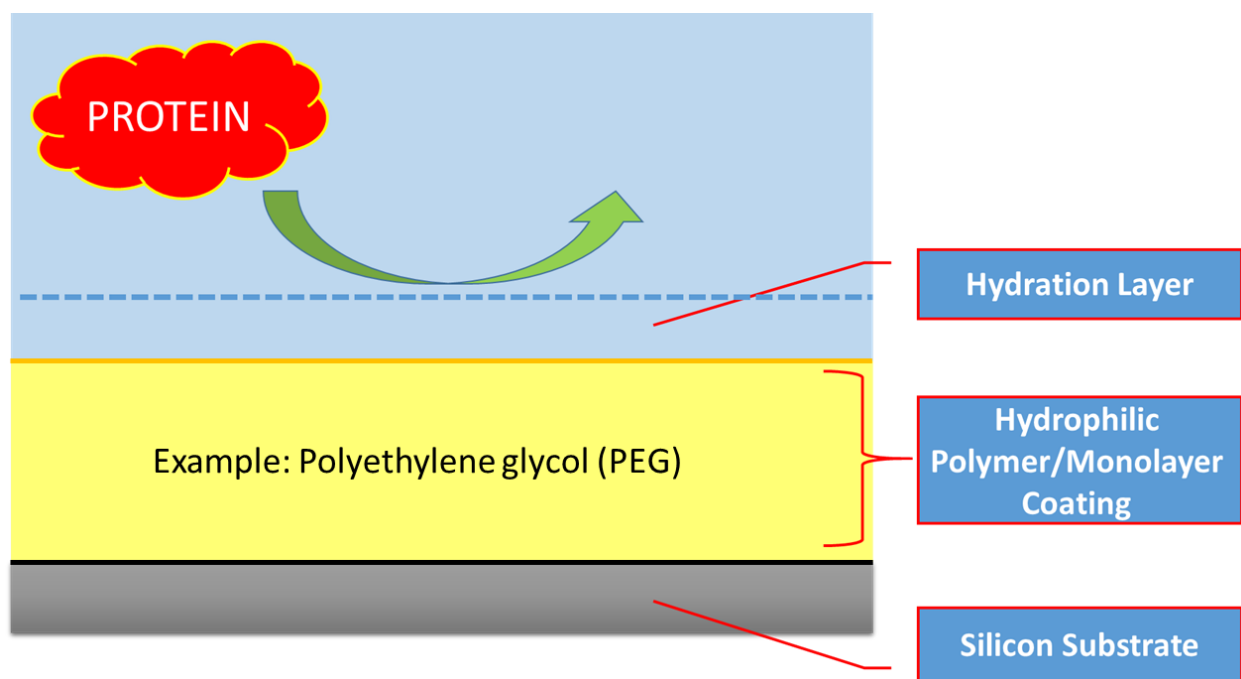 PROTEIN
Hydration Layer
Hydrophilic
Polymer/Monolayer
Coating
Example: Polyethylene glycol (PEG)
Silicon Substrate